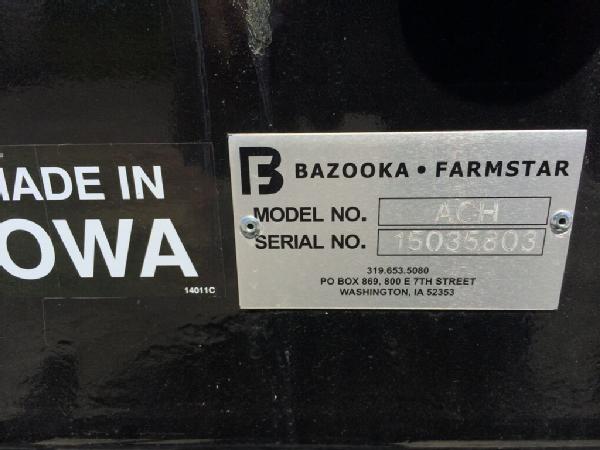 MADE IN
OWA
14011C
B BAZOOKA • FARMSTAR
MODEL NO. ACH
SERIAL NO. 15035803
319.653.5080
PO BOX 869, 800 E 7TH STREET
WASHINGTON, IA 52353